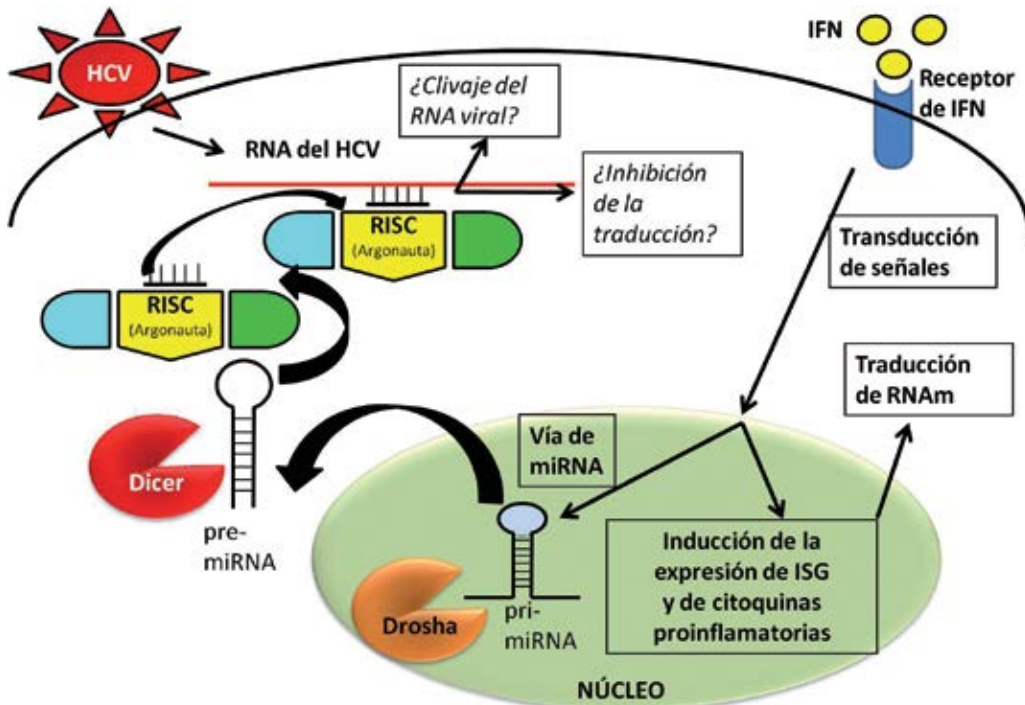 HCV
IFN
Receptor
de IFN
¿Clivaje del
RNA viral?
RNA del HCV
¿Inhibición
de la
traducción?
RISC
(Argonauta)
RISC
(Argonauta)
Transducción
de señales
Traducción
de RNAm
Vía de
miRNA
Dicer
pre-
miRNA
Drosha
pri-
miRNA
Inducción de la
expresión de ISG
y de citoquinas
proinflamatorias
NÚCLEO